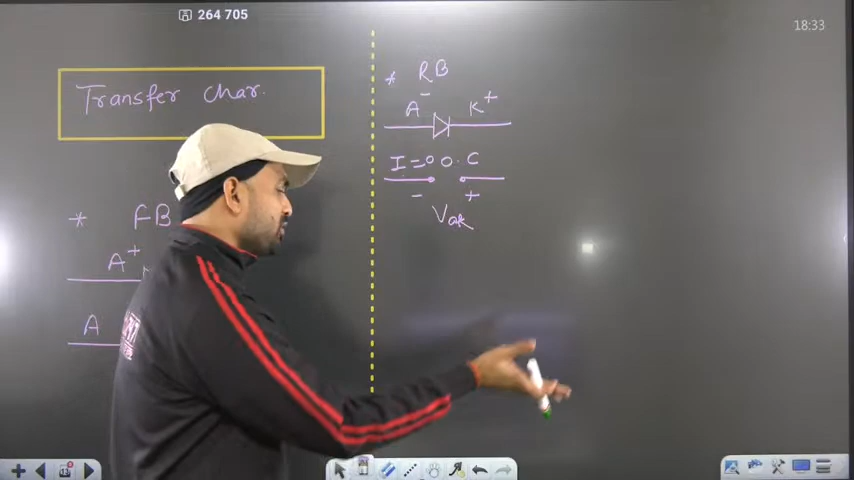 264 705
18:33
Transfer Char.
* RB
A - K +
I = 0 O.C
- +
Vak
* FB
A +
A